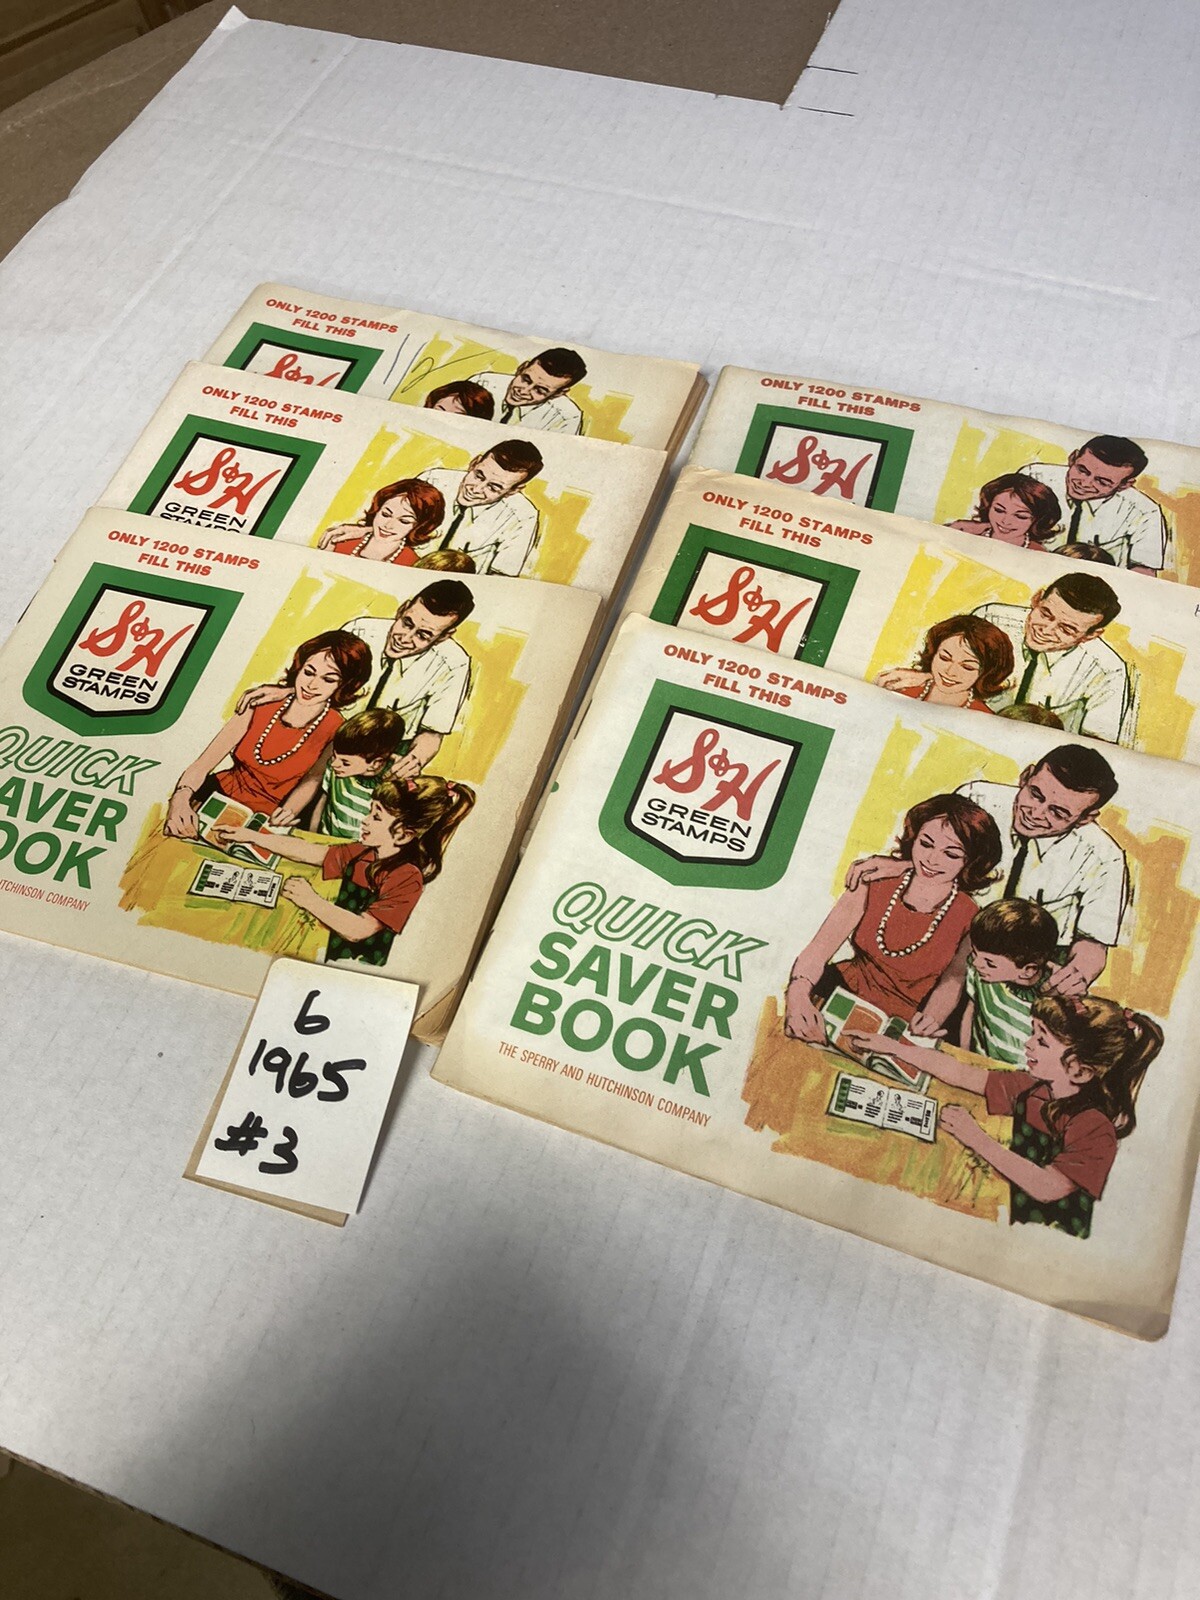 ONLY 1200 STAMPS
FILL THIS
S&H
ONLY 1200 STAMPS
FILL THIS
S&H
GREEN
STAMPS
ONLY 1200 STAMPS
FILL THIS
S&H
GREEN
STAMPS
QUICK
SAVER
BOOK
HUTCHINSON COMPANY
ONLY 1200 STAMPS
FILL THIS
S&H
ONLY 1200 STAMPS
FILL THIS
S&H
ONLY 1200 STAMPS
FILL THIS
S&H
GREEN
STAMPS
QUICK
SAVER
BOOK
THE SPERRY AND HUTCHINSON COMPANY
6
1965
#3